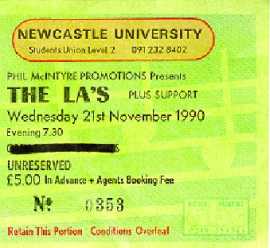 NEWCASTLE UNIVERSITY
Students Union Level 2 091 232 8402
PHIL McINTYRE PROMOTIONS Presents
THE LA'S PLUS SUPPORT
Wednesday 21st November 1990
Evening 7.30
UNRESERVED
£5.00 In Advance + Agents Booking Fee
No 0353
Retain This Portion Conditions Overleaf